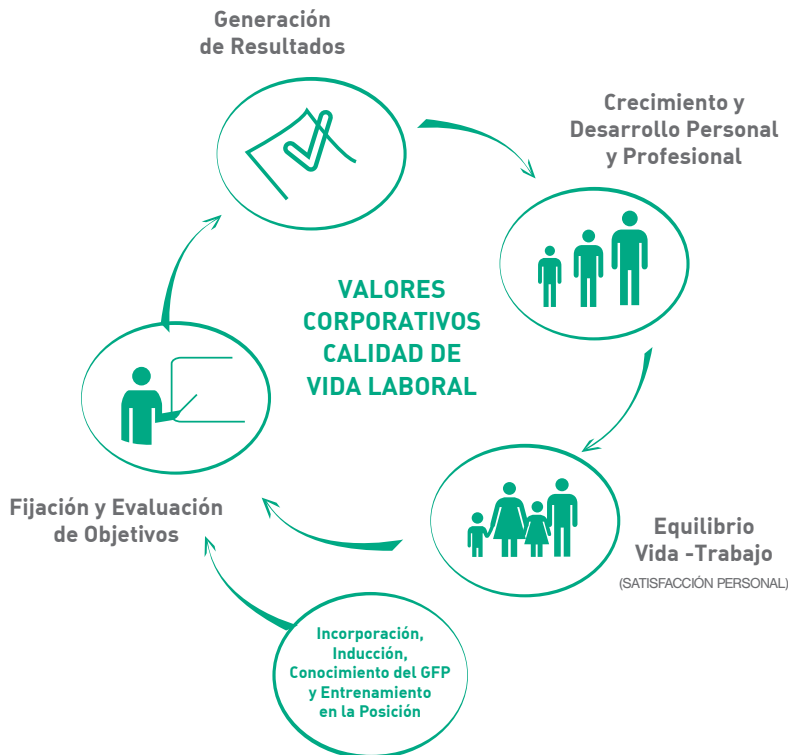 Generación
de Resultados
Crecimiento y
Desarrollo Personal
y Profesional
VALORES
CORPORATIVOS
CALIDAD DE
VIDA LABORAL
Fijación y Evaluación
de Objetivos
Equilibrio
Vida -Trabajo
(SATISFACCIÓN PERSONAL)
Incorporación,
Inducción,
Conocimiento del GFP
y Entrenamiento
en la Posición